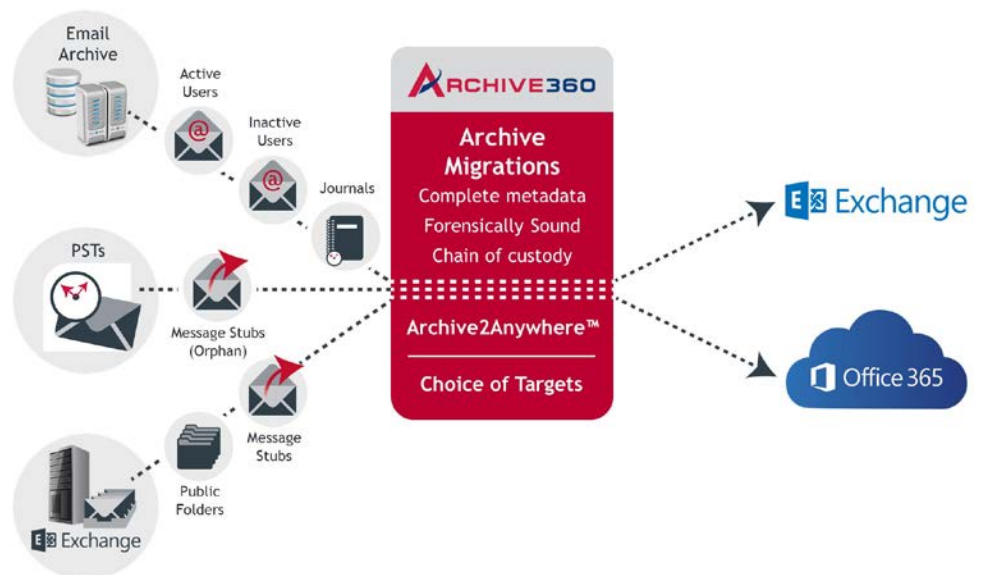 Email
Archive
Active
Users
@
Inactive
Users
@
Journals
PSTs
Message Stubs
(Orphan)
Message
Stubs
Public
Folders
E Exchange
ARCHIVE360
Archive
Migrations
Complete metadata
Forensically Sound
Chain of custody
Archive2Anywhere™
Choice of Targets
E Exchange
Office 365